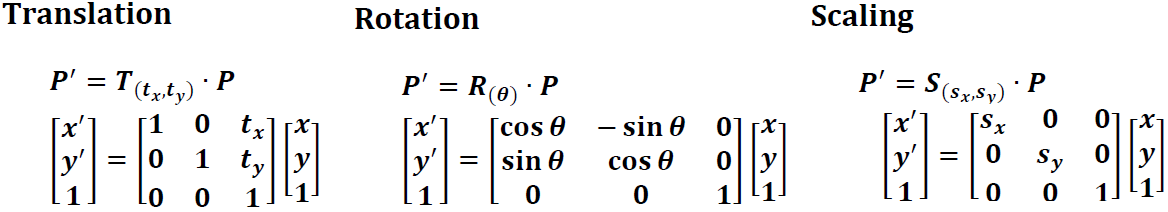 Translation Rotation Scaling
P′ = T(tx,ty) · P P′ = R(θ) · P P′ = S(sx,sy) · P
[x′] [1 0 tx][x] [x′] [cos θ − sin θ 0][x] [x′] [sx 0 0][x]
[y′] = [0 1 ty][y] [y′] = [sin θ cos θ 0][y] [y′] = [0 sy 0][y]
[1] [0 0 1][1] [1] [0 0 1][1] [1] [0 0 1][1]